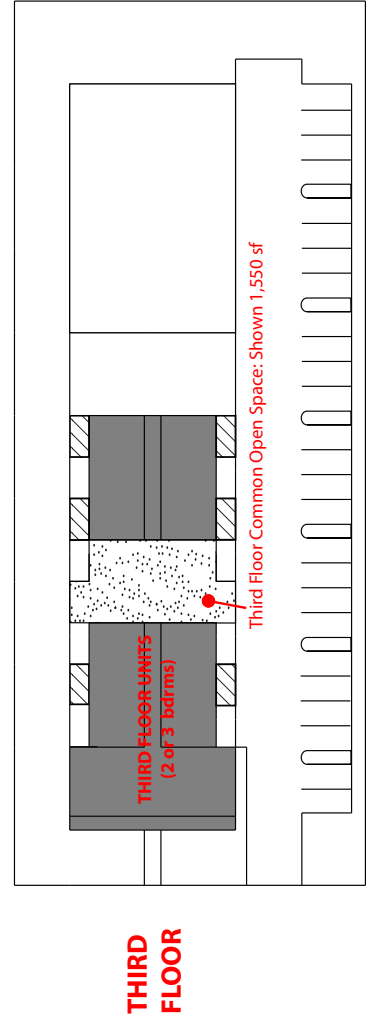 THIRD
FLOOR
THIRD FLOOR UNITS
(2 or 3 bdrms)
Third Floor Common Open Space: Shown 1,550 sf